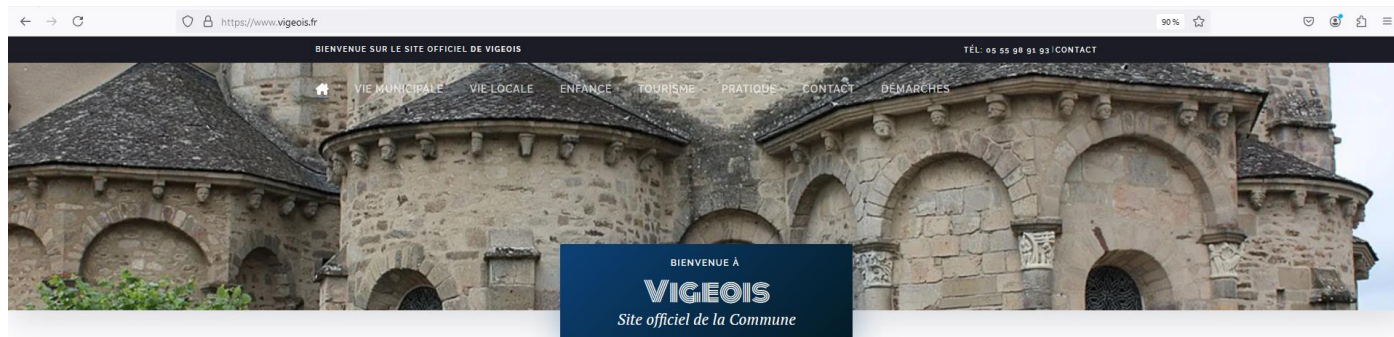 https://www.vigeois.fr
90 %
BIENVENUE SUR LE SITE OFFICIEL DE VIGEOIS
TÉL: 05 55 98 91 93 | CONTACT
VIE MUNICIPALE VIE LOCALE ENFANCE TOURISME PRATIQUE CONTACT DÉMARCHES
BIENVENUE À
VIGEOIS
Site officiel de la Commune